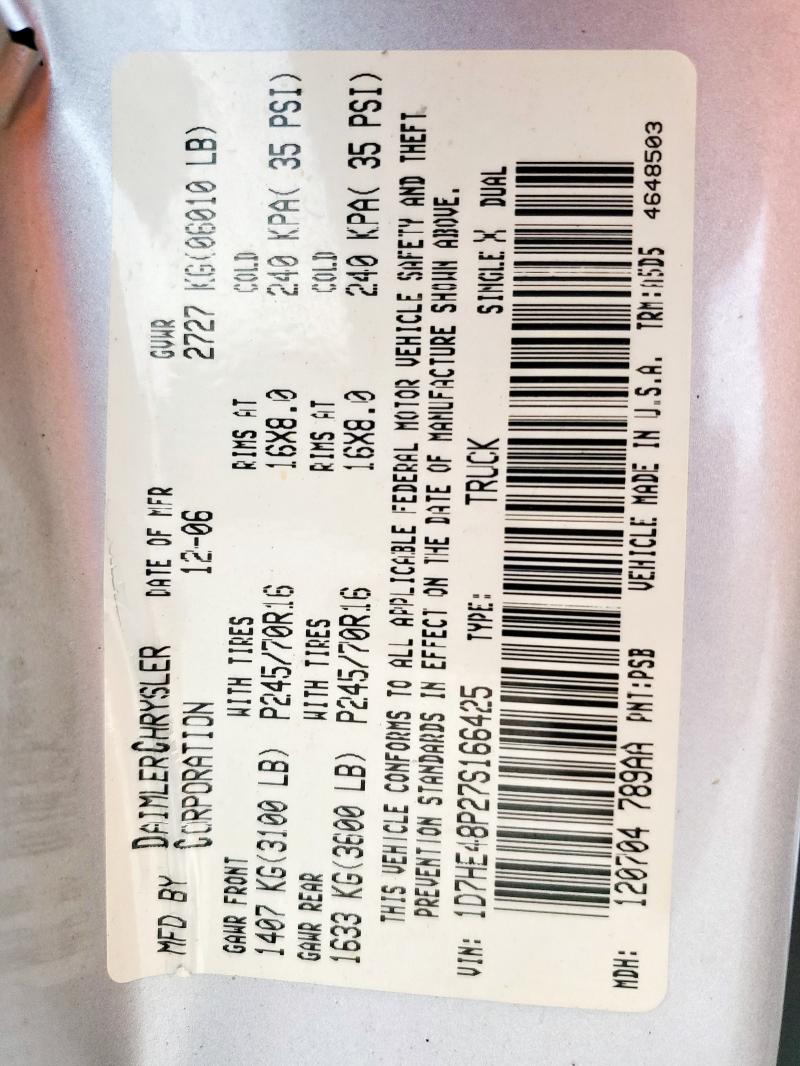 MFD BY DAIMLERCHRYSLER DATE OF MFR GVWR
CORPORATION 12-06 2727 KG(06010 LB)
GAWR FRONT WITH TIRES RIMS AT COLD
1407 KG(3100 LB) P245/70R16 16X8.0 240 KPA( 35 PSI)
GAWR REAR WITH TIRES RIMS AT COLD
1633 KG(3600 LB) P245/70R16 16X8.0 240 KPA( 35 PSI)
THIS VEHICLE CONFORMS TO ALL APPLICABLE FEDERAL MOTOR VEHICLE SAFETY AND THEFT
PREVENTION STANDARDS IN EFFECT ON THE DATE OF MANUFACTURE SHOWN ABOVE.
VIN: 1D7HE48P27S166425 TYPE: TRUCK SINGLE X DUAL
MDH: 120704 789AA PNT:PSB VEHICLE MADE IN U.S.A. TRM:A5D5 4648503